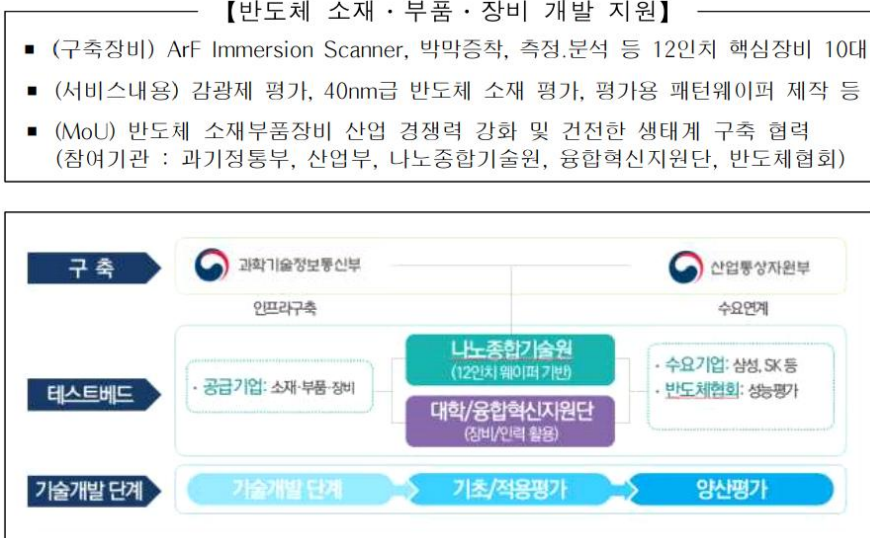 【반도체 소재·부품·장비 개발 지원】
▪ (구축장비) ArF Immersion Scanner, 박막증착, 측정.분석 등 12인치 핵심장비 10대
▪ (서비스내용) 감광제 평가, 40nm급 반도체 소재 평가, 평가용 패턴웨이퍼 제작 등
▪ (MoU) 반도체 소재부품장비 산업 경쟁력 강화 및 건전한 생태계 구축 협력
(참여기관 : 과기정통부, 산업부, 나노종합기술원, 융합혁신지원단, 반도체협회)
구 축
과학기술정보통신부
산업통상자원부
인프라구축
수요연계
테스트베드
· 공급기업: 소재·부품·장비
나노종합기술원
(12인치 웨이퍼 기반)
대학/융합혁신지원단
(장비/인력 활용)
· 수요기업: 삼성, SK 등
· 반도체협회: 성능평가
기술개발 단계
기술개발 단계
기초/적용평가
양산평가